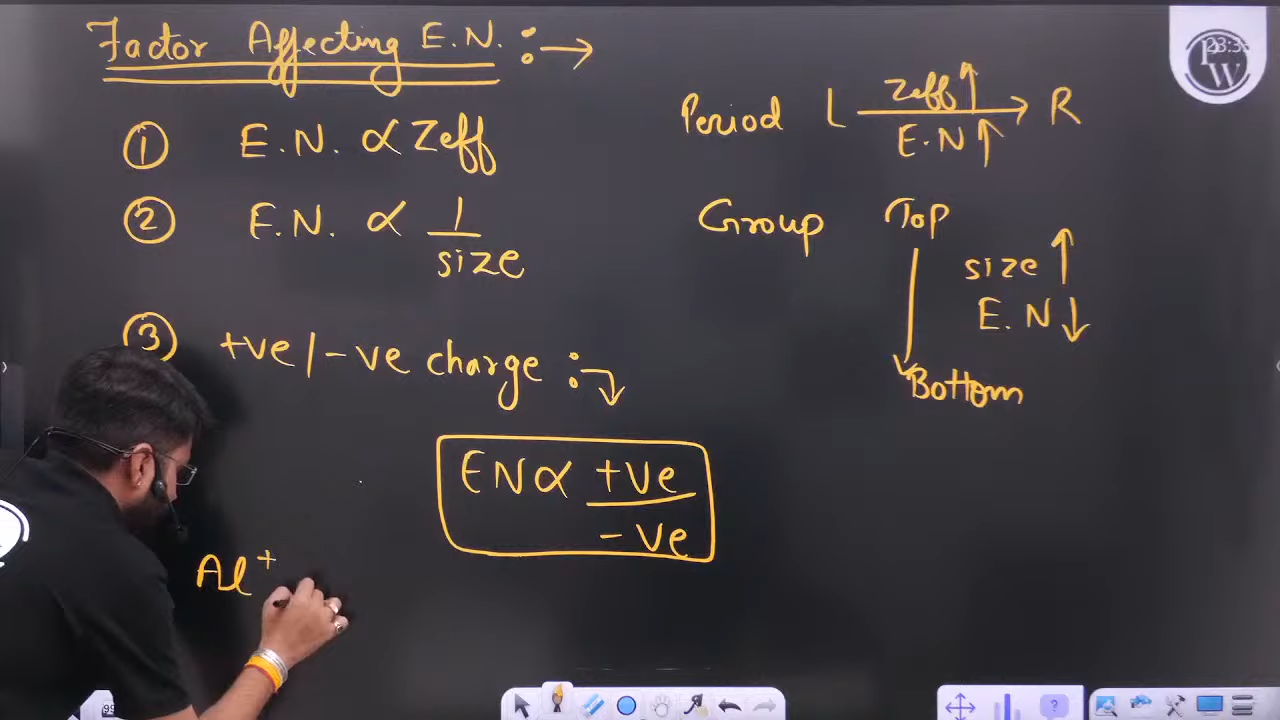 Factor Affecting E.N. :→
① E.N. ∝ Zeff
② E.N. ∝ 1/size
③ +ve/-ve charge :↴
EN ∝ +ve/-ve
Al⁺
Period L Zeff↑ → R
E.N↑
Group Top
size ↑
E.N↓
Bottom
PW